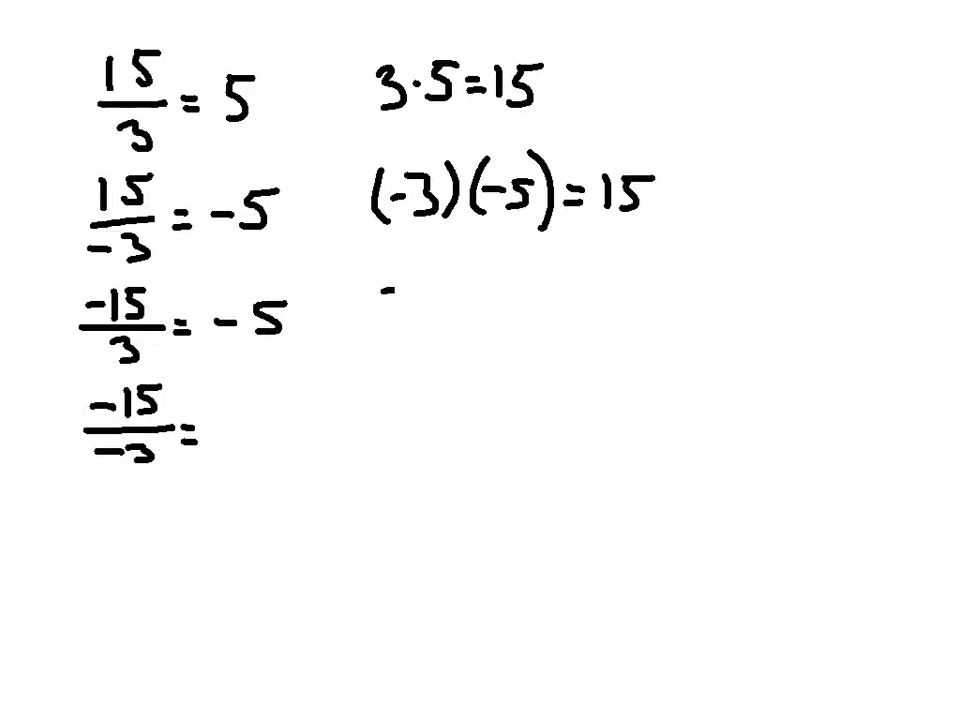 15/3 = 5
3·5=15
15/-3 = -5
(-3)(-5)=15
-15/3 = -5
-
-15/-3 =